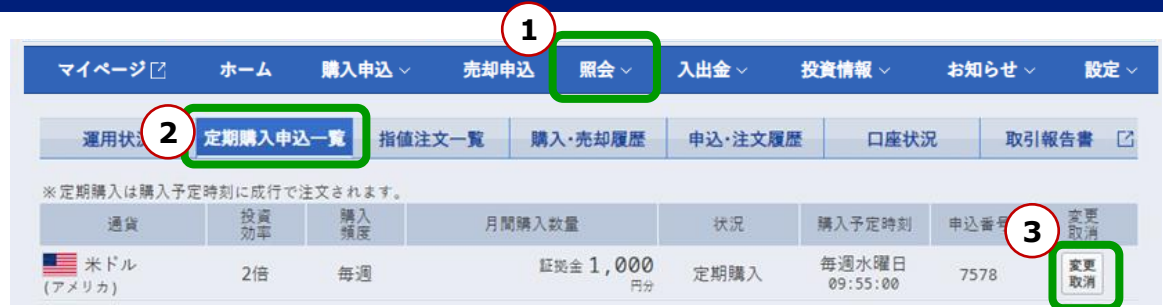 1
マイページ ホーム 購入申込 売却申込 照会 入出金 投資情報 お知らせ 設定
2
運用状況 定期購入申込一覧 指値注文一覧 購入・売却履歴 申込・注文履歴 口座状況 取引報告書
※定期購入は購入予定時刻に成行で注文されます。
通貨 投資効率 購入頻度 月間購入数量 状況 購入予定時刻 申込番号 変更取消
3
米ドル 2倍 毎週 証拠金 1,000 定期購入 毎週水曜日 7578 変更
(アメリカ) 円分 09:55:00 取消